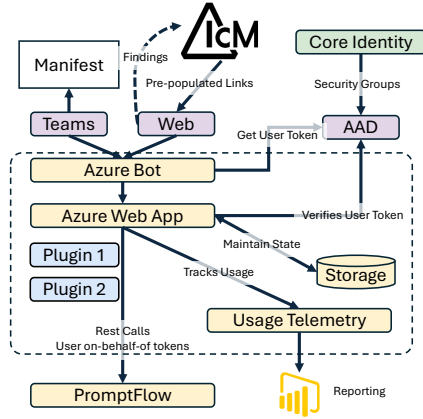 IcM
Core Identity
Manifest
Findings
Pre-populated Links
Security Groups
Teams
Web
AAD
Get User Token
Azure Bot
Azure Web App
Verifies User Token
Plugin 1
Maintain State
Plugin 2
Tracks Usage
Storage
Usage Telemetry
Rest Calls
User on-behalf-of tokens
PromptFlow
Reporting